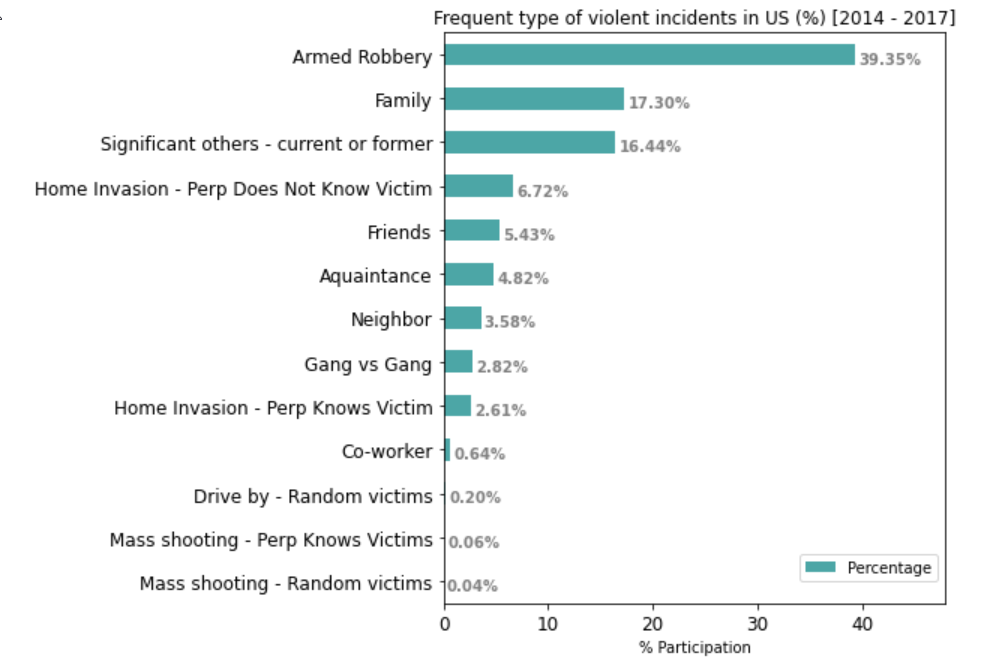 Frequent type of violent incidents in US (%) [2014 - 2017]
Armed Robbery 39.35%
Family 17.30%
Significant others - current or former 16.44%
Home Invasion - Perp Does Not Know Victim 6.72%
Friends 5.43%
Aquaintance 4.82%
Neighbor 3.58%
Gang vs Gang 2.82%
Home Invasion - Perp Knows Victim 2.61%
Co-worker 0.64%
Drive by - Random victims 0.20%
Mass shooting - Perp Knows Victims 0.06%
Mass shooting - Random victims 0.04%
Percentage
0 10 20 30 40
% Participation